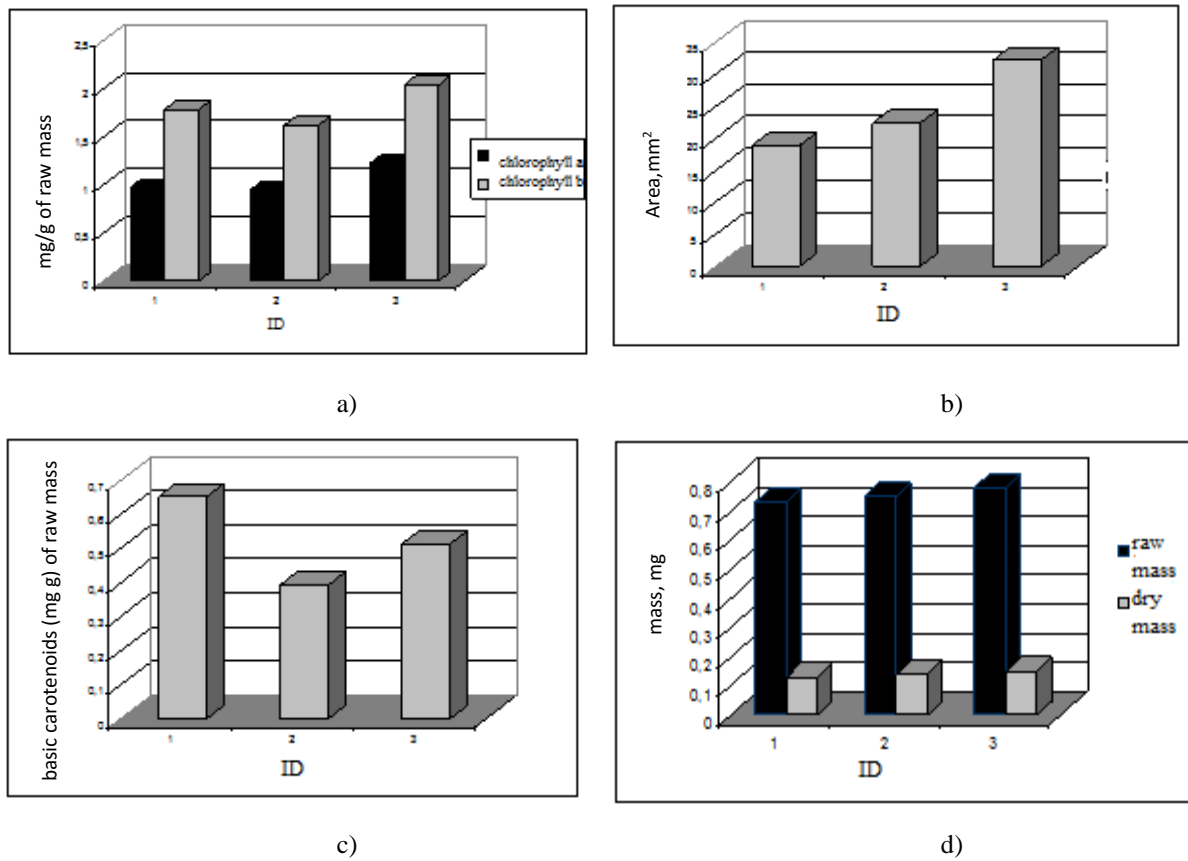 mg/g of raw mass
2,5
2
1,5
1
0,5
0
1 2 3
ID
chlorophyll a
chlorophyll b
a)
Area,mm²
35
30
25
20
15
10
5
0
1 2 3
ID
b)
basic carotenoids (mg g) of raw mass
0,7
0,6
0,5
0,4
0,3
0,2
0,1
0
1 2 3
ID
c)
mass, mg
0,8
0,7
0,6
0,5
0,4
0,3
0,2
0,1
0
1 2 3
ID
raw
mass
dry
mass
d)